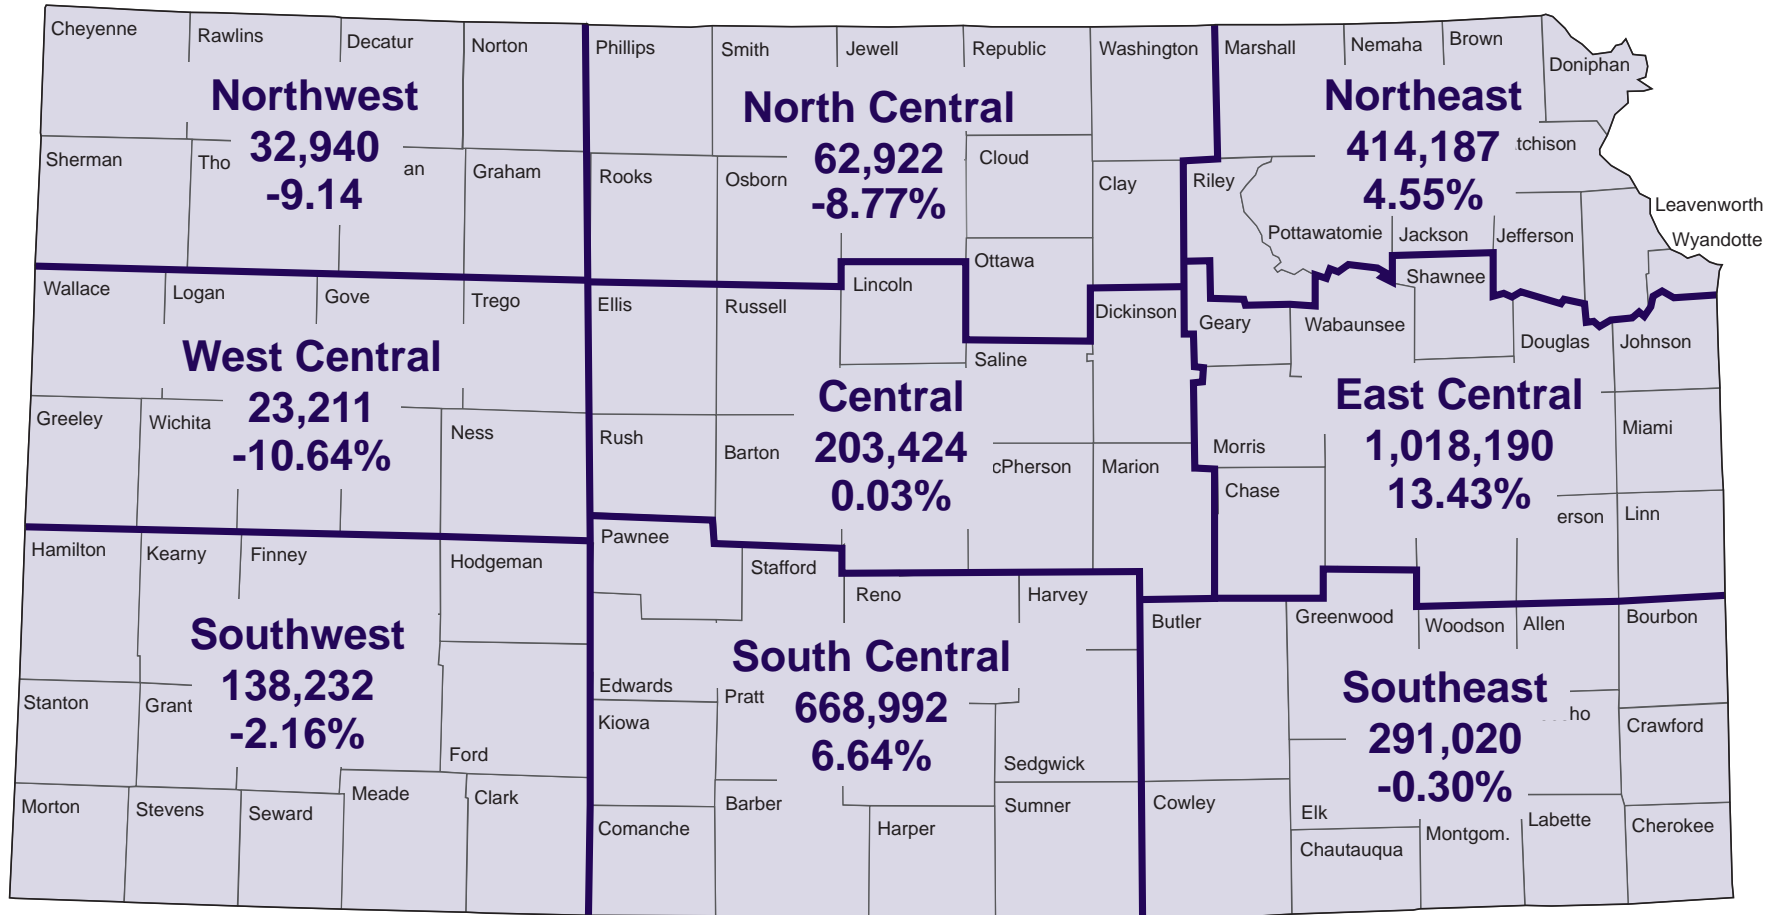 Cheyenne
Rawlins
Decatur
Norton
Phillips
Smith
Jewell
Republic
Washington
Marshall
Nemaha
Brown
Doniphan
Northwest
32,940
-9.14
North Central
62,922
-8.77%
Northeast
414,187
4.55%
Sherman
Tho
an
Graham
Rooks
Osborn
Cloud
Clay
Riley
tchison
Pottawatomie
Jackson
Jefferson
Leavenworth
Wyandotte
Ottawa
Shawnee
Wallace
Logan
Gove
Trego
Ellis
Russell
Lincoln
Dickinson
Geary
Wabaunsee
Douglas
Johnson
Saline
West Central
23,211
-10.64%
Central
203,424
0.03%
East Central
1,018,190
13.43%
Greeley
Wichita
Ness
Rush
Barton
cPherson
Marion
Morris
Chase
Miami
erson
Linn
Hamilton
Kearny
Finney
Hodgeman
Pawnee
Stafford
Reno
Harvey
Butler
Greenwood
Woodson
Allen
Bourbon
Southwest
138,232
-2.16%
South Central
668,992
6.64%
Southeast
291,020
-0.30%
Stanton
Grant
Ford
Edwards
Kiowa
Pratt
Sedgwick
ho
Crawford
Morton
Stevens
Seward
Meade
Clark
Comanche
Barber
Harper
Sumner
Cowley
Elk
Chautauqua
Montgom.
Labette
Cherokee